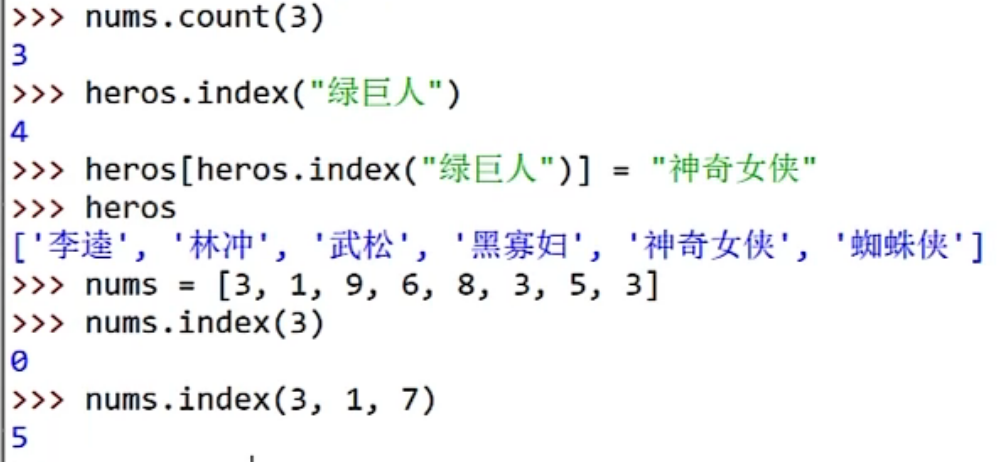 >>> nums.count(3)
3
>>> heros.index("绿巨人")
4
>>> heros[heros.index("绿巨人")] = "神奇女侠"
>>> heros
['李逵', '林冲', '武松', '黑寡妇', '神奇女侠', '蜘蛛侠']
>>> nums = [3, 1, 9, 6, 8, 3, 5, 3]
>>> nums.index(3)
0
>>> nums.index(3, 1, 7)
5